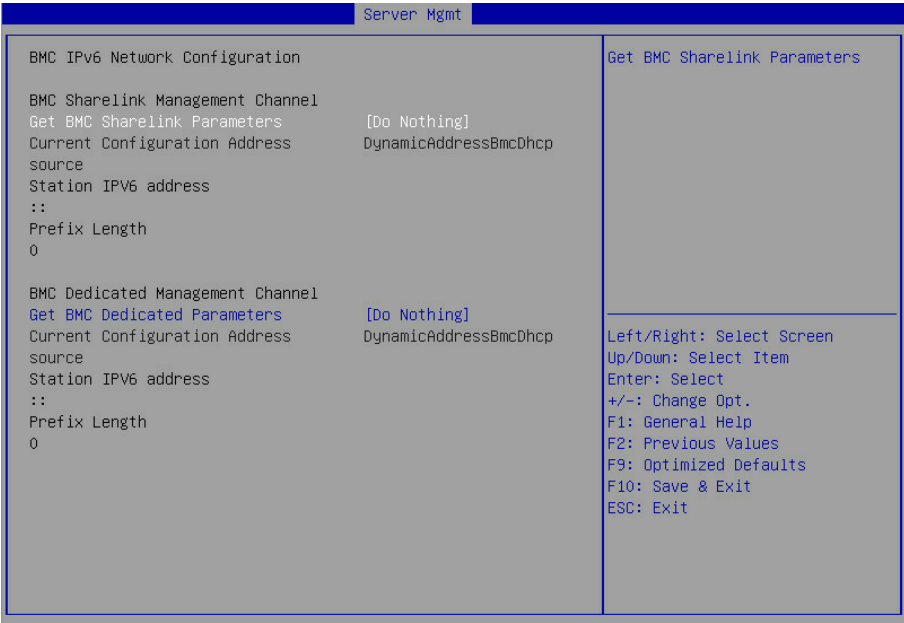 Server Mgmt
BMC IPv6 Network Configuration
BMC Sharelink Management Channel
Get BMC Sharelink Parameters [Do Nothing]
Current Configuration Address DynamicAddressBmcDhcp
source
Station IPV6 address
::
Prefix Length
0
BMC Dedicated Management Channel
Get BMC Dedicated Parameters [Do Nothing]
Current Configuration Address DynamicAddressBmcDhcp
source
Station IPV6 address
::
Prefix Length
0
Get BMC Sharelink Parameters
Left/Right: Select Screen
Up/Down: Select Item
Enter: Select
+/-: Change Opt.
F1: General Help
F2: Previous Values
F9: Optimized Defaults
F10: Save & Exit
ESC: Exit